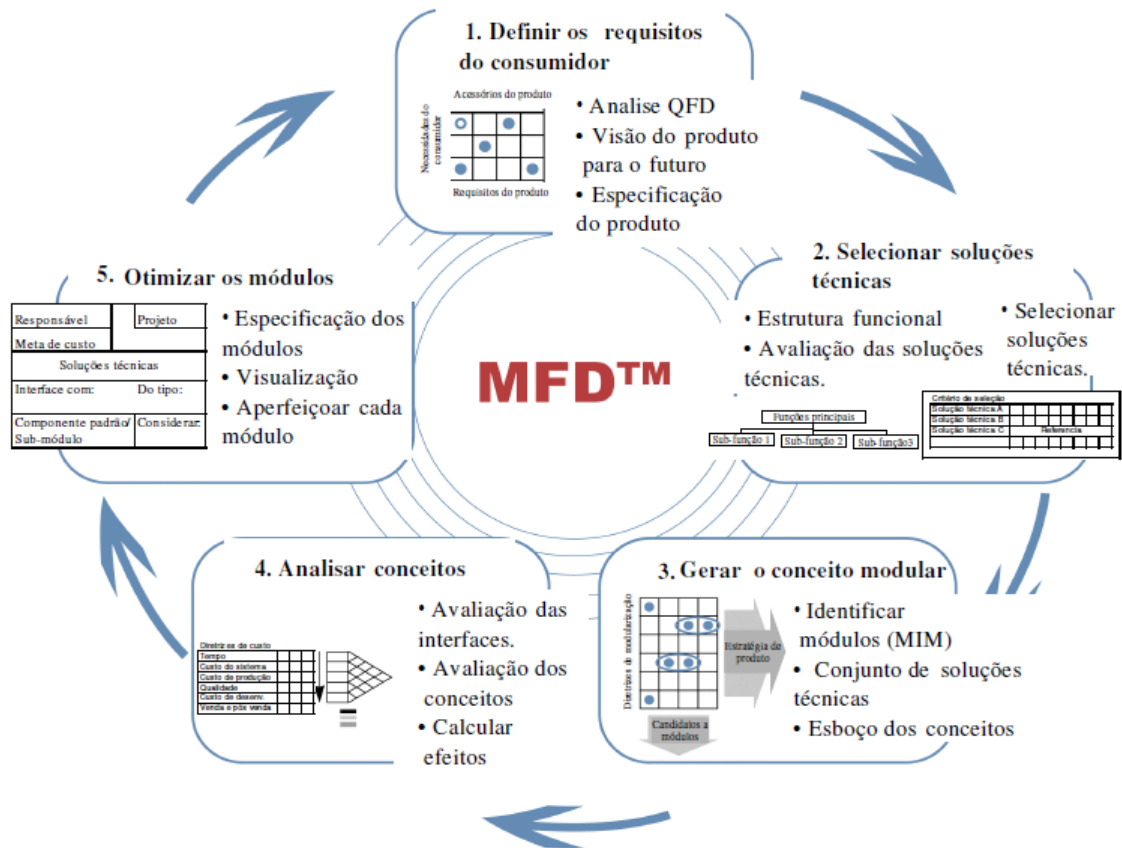 1. Definir os requisitos
do consumidor
Acessórios do produto
Necessidades do
consumidor
Requisitos do produto
• Analise QFD
• Visão do produto
para o futuro
• Especificação
do produto
2. Selecionar soluções
técnicas
• Estrutura funcional
• Avaliação das soluções
técnicas.
• Selecionar
soluções
técnicas.
Funções principais
Sub-função 1
Sub-função 2
Sub-função3
Critério de seleção
Solução técnica A
Solução técnica B
Solução técnica C
Referencia
MFD™
3. Gerar o conceito modular
Diretrizes de modularização
Estratégia de
produto
Candidatos a
módulos
• Identificar
módulos (MIM)
• Conjunto de soluções
técnicas
• Esboço dos conceitos
4. Analisar conceitos
Diretrizes de custo
Tempo
Custo do sistema
Custo de produção
Qualidade
Custo de desenv.
Venda e pós venda
• Avaliação das
interfaces.
• Avaliação dos
conceitos
• Calcular
efeitos
5. Otimizar os módulos
Responsável
Projeto
Meta de custo
Soluções técnicas
Interface com:
Do tipo:
Componente padrão/
Sub-módulo
Considerar:
• Especificação dos
módulos
• Visualização
• Aperfeiçoar cada
módulo